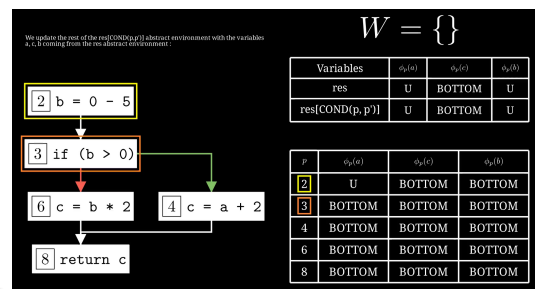 We update the rest of the res[COND(p,p')] abstract environment with the variables
a, c, b coming from the res abstract environment :
W = {}
2 b = 0 - 5
3 if (b > 0)
6 c = b * 2
4 c = a + 2
8 return c
Variables ϕp(a) ϕp(c) ϕp(b)
res U BOTTOM U
res[COND(p, p')] U BOTTOM U
p ϕp(a) ϕp(c) ϕp(b)
2 U BOTTOM BOTTOM
3 BOTTOM BOTTOM BOTTOM
4 BOTTOM BOTTOM BOTTOM
6 BOTTOM BOTTOM BOTTOM
8 BOTTOM BOTTOM BOTTOM